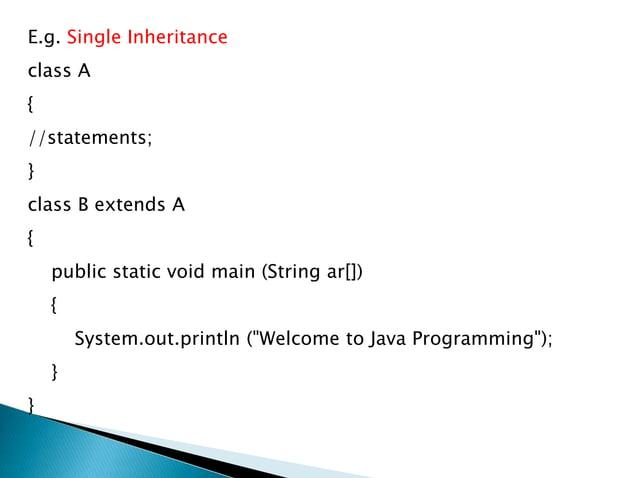 E.g. Single Inheritance
class A
{
//statements;
}
class B extends A
{
public static void main (String ar[])
{
System.out.println ("Welcome to Java Programming");
}
}